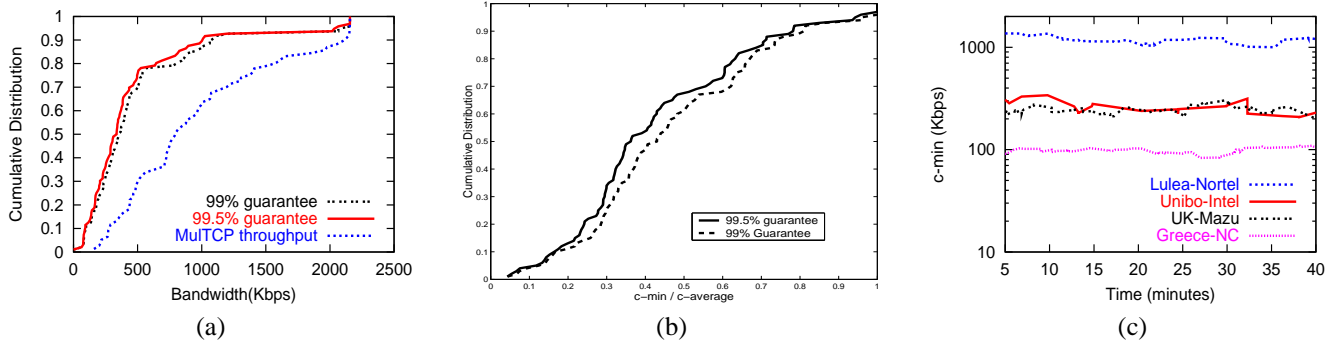 1
0.9
0.8
0.7
0.6
0.5
0.4
0.3
0.2
0.1
0
Cumulative Distribution
99% guarantee
99.5% guarantee
MulTCP throughput
0 500 1000 1500 2000 2500
Bandwidth(Kbps)
(a)
1
0.9
0.8
0.7
0.6
0.5
0.4
0.3
0.2
0.1
0
Cumulative Distribution
99.5% guarantee
99% Guarantee
0 0.1 0.2 0.3 0.4 0.5 0.6 0.7 0.8 0.9 1
c−min / c−average
(b)
1000
100
10
c-min (Kbps)
Lulea-Nortel
Unibo-Intel
UK-Mazu
Greece-NC
5 10 15 20 25 30 35 40
Time (minutes)
(c)